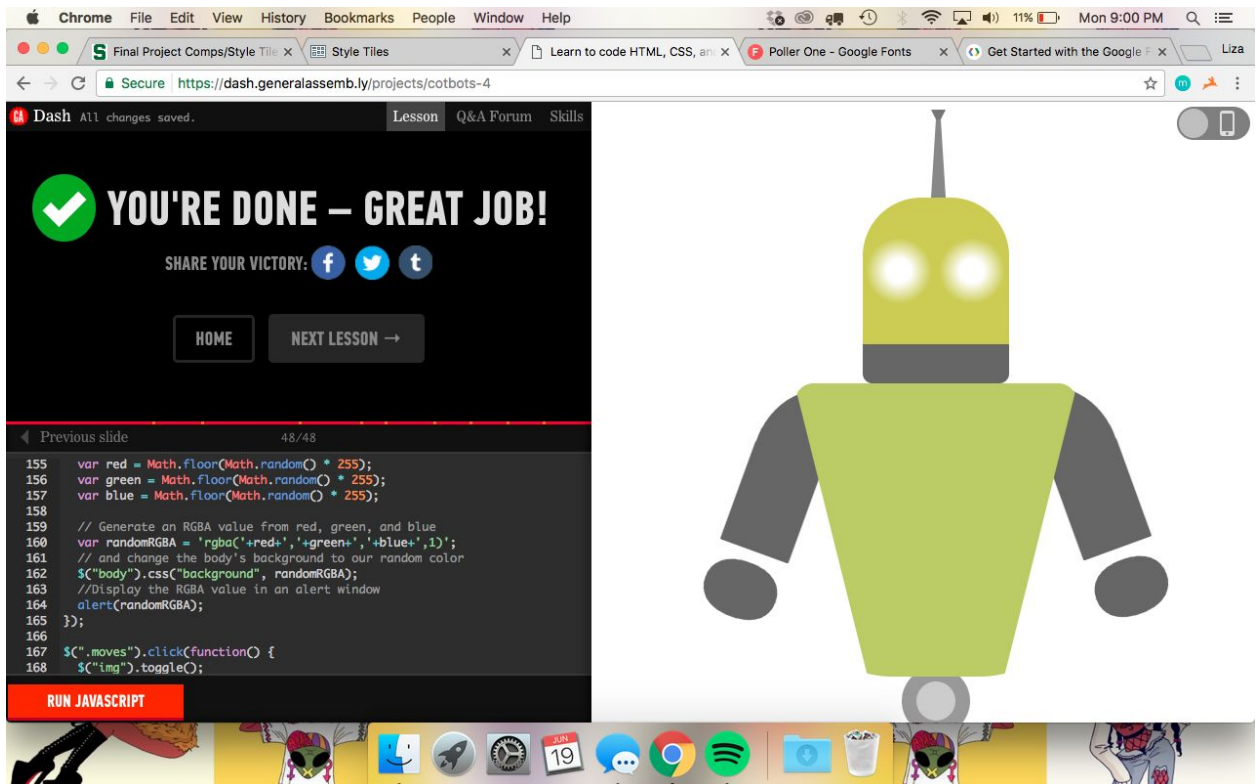 Chrome File Edit View History Bookmarks People Window Help 11% Mon 9:00 PM
S Final Project Comps/Style Tile Style Tiles Learn to code HTML, CSS, an Poller One - Google Fonts Get Started with the Google F Liza
Secure https://dash.generalassemb.ly/projects/cotbots-4 m
GA Dash All changes saved. Lesson Q&A Forum Skills
YOU'RE DONE – GREAT JOB!
SHARE YOUR VICTORY: f t
HOME NEXT LESSON →
Previous slide 48/48
155 var red = Math.floor(Math.random() * 255);
156 var green = Math.floor(Math.random() * 255);
157 var blue = Math.floor(Math.random() * 255);
158
159 // Generate an RGBA value from red, green, and blue
160 var randomRGBA = 'rgba('+red+','+green+','+blue+',1)';
161 // and change the body's background to our random color
162 $("body").css("background", randomRGBA);
163 //Display the RGBA value in an alert window
164 alert(randomRGBA);
165 });
166
167 $(".moves").click(function() {
168 $("img").toggle();
RUN JAVASCRIPT
JUN
19